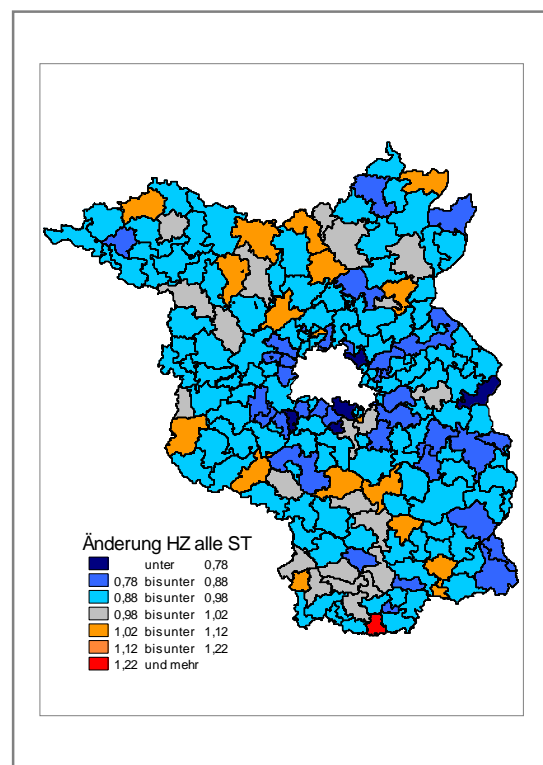 Änderung HZ alle ST
unter 0,78
0,78 bis unter 0,88
0,88 bis unter 0,98
0,98 bis unter 1,02
1,02 bis unter 1,12
1,12 bis unter 1,22
1,22 und mehr